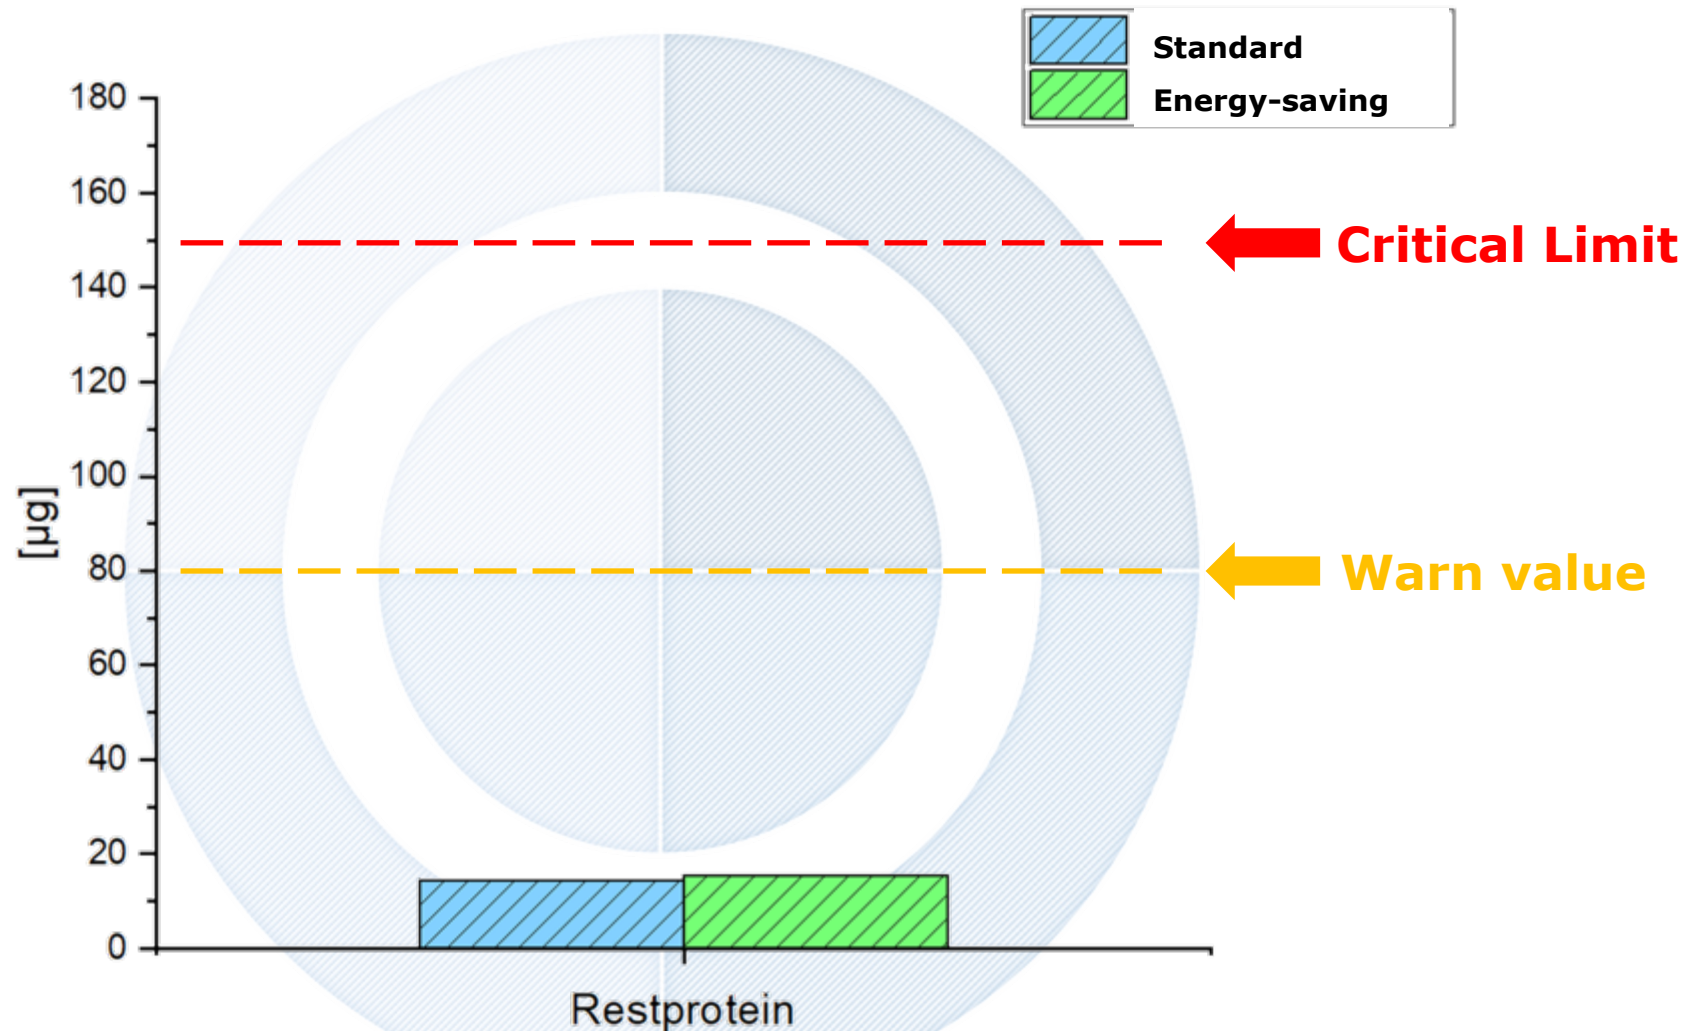 Standard
Energy-saving
180
160
140
120
100
80
60
40
20
0
[µg]
Critical Limit
Warn value
Restprotein